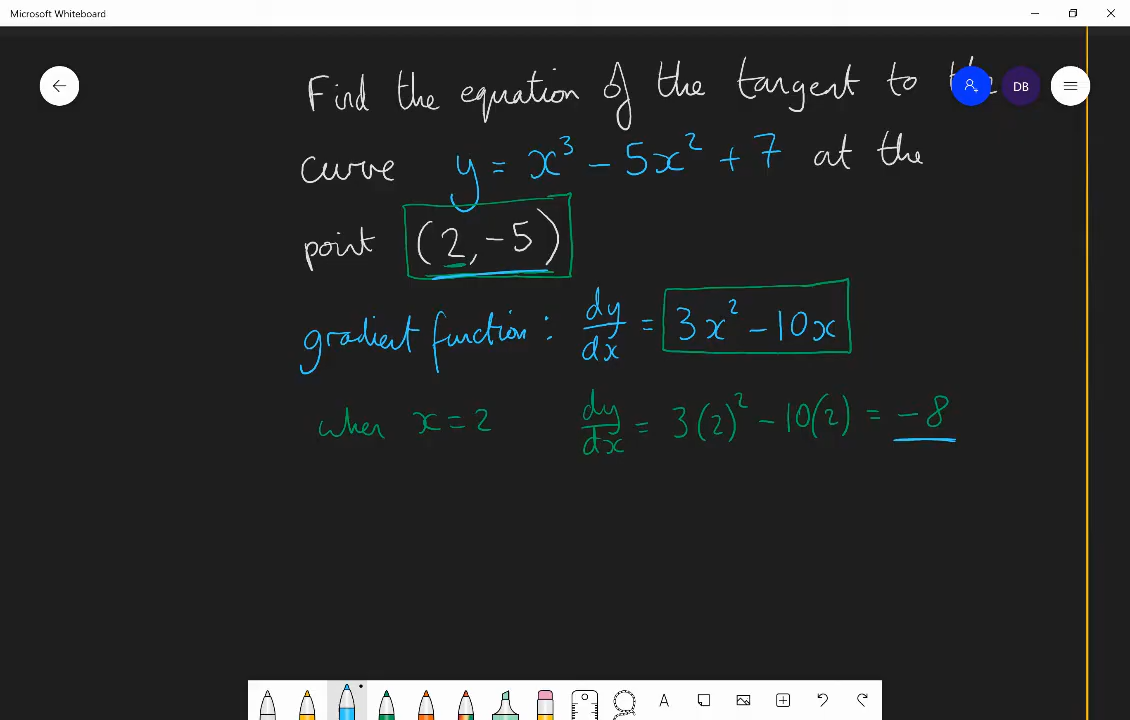 Microsoft Whiteboard
Find the equation of the tangent to the
curve y = x³ - 5x² + 7 at the
point (2, -5)
DB
gradient function: dy/dx = 3x² - 10x
when x = 2 dy/dx = 3(2)² - 10(2) = -8
A